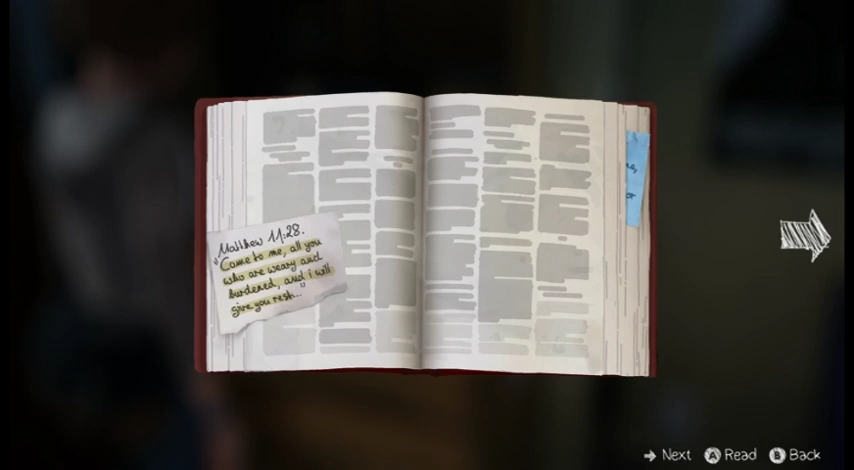 Matthew 11:28.
"Come to me, all you
who are weary and
burdened, and i will
give you rest..."
Next Read Back